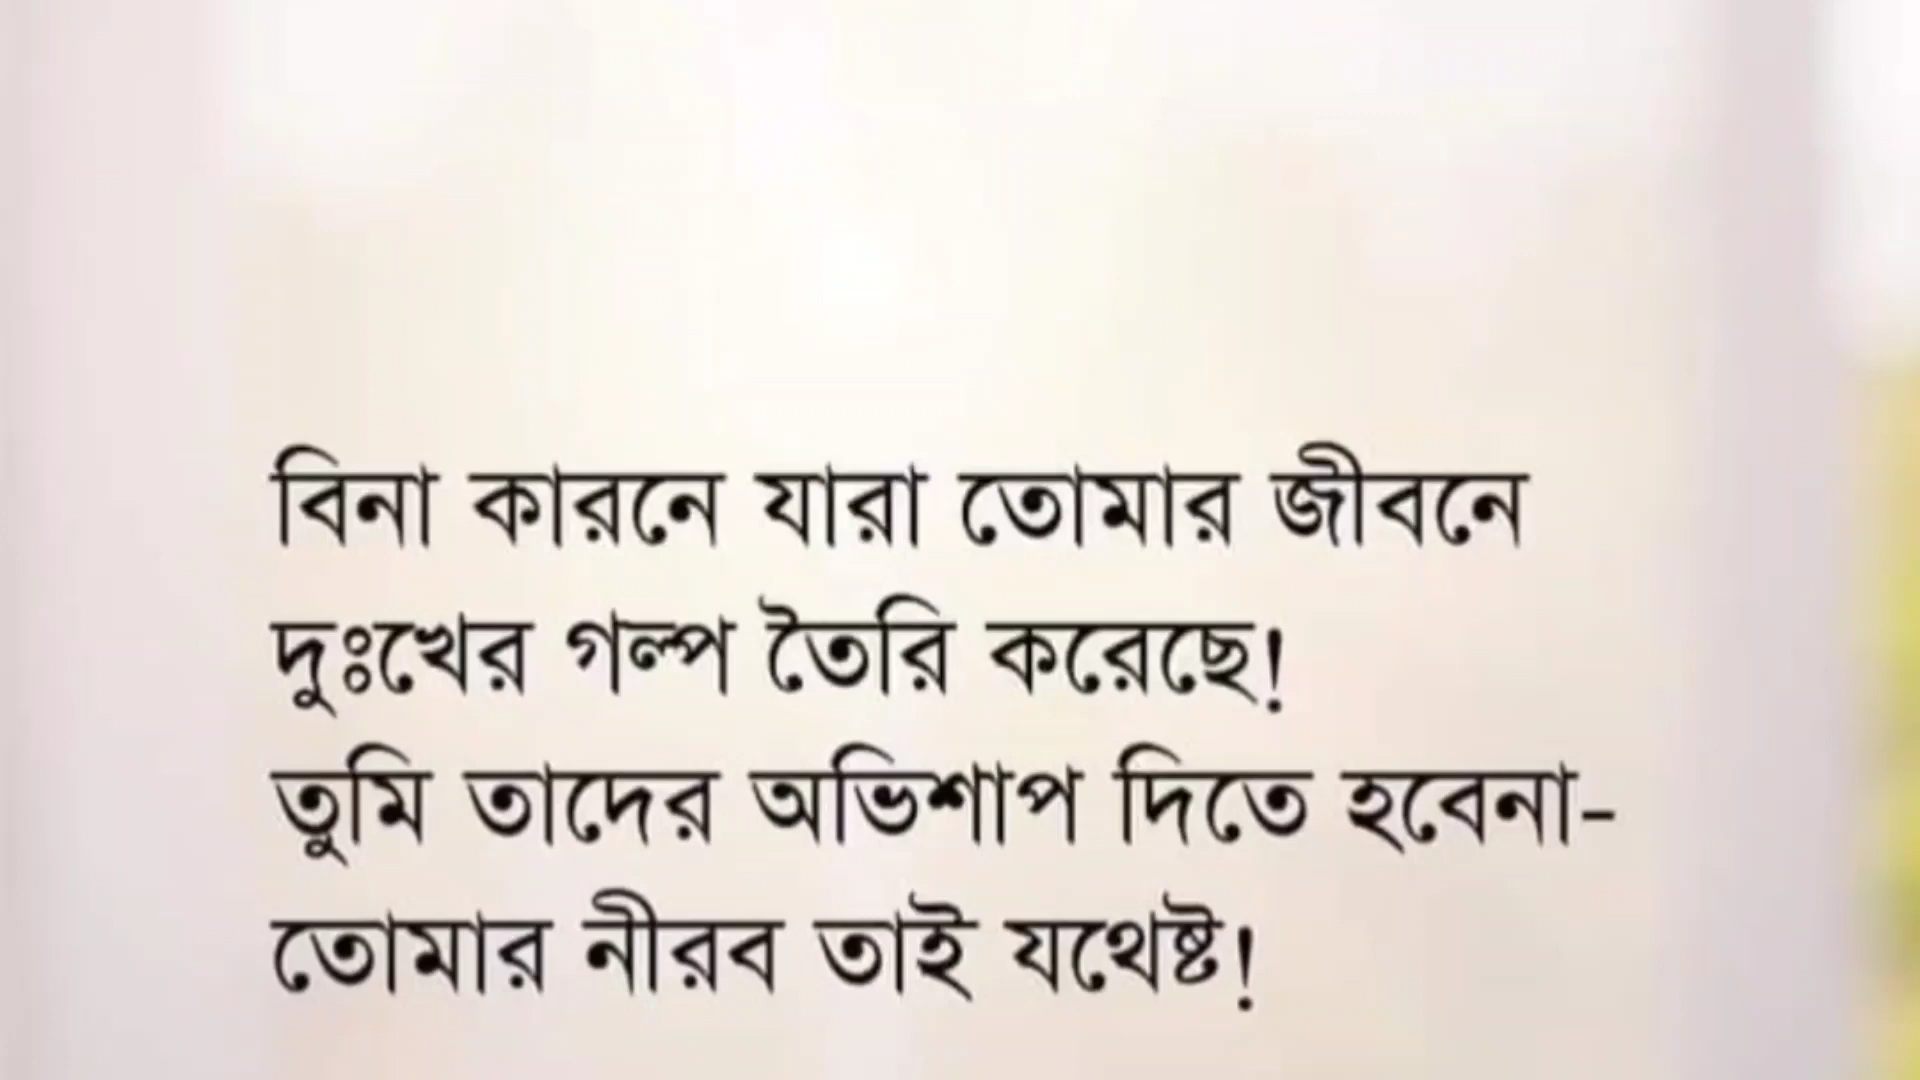 বিনা কারনে যারা তোমার জীবনে
দুঃখের গল্প তৈরি করেছে!
তুমি তাদের অভিশাপ দিতে হবেনা-
তোমার নীরব তাই যথেষ্ট!